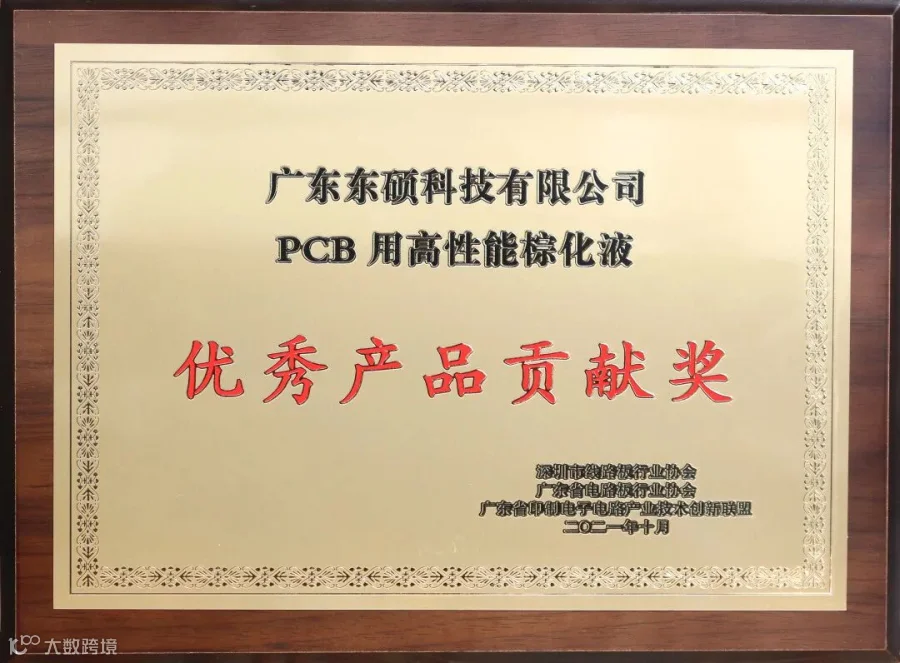 广东东硕科技有限公司
PCB 用高性能棕化液
优秀产品贡献奖
深圳市线路板行业协会
广东省电路板行业协会
广东省印制电子电路产业技术创新联盟
二〇二一年十月
大数跨境